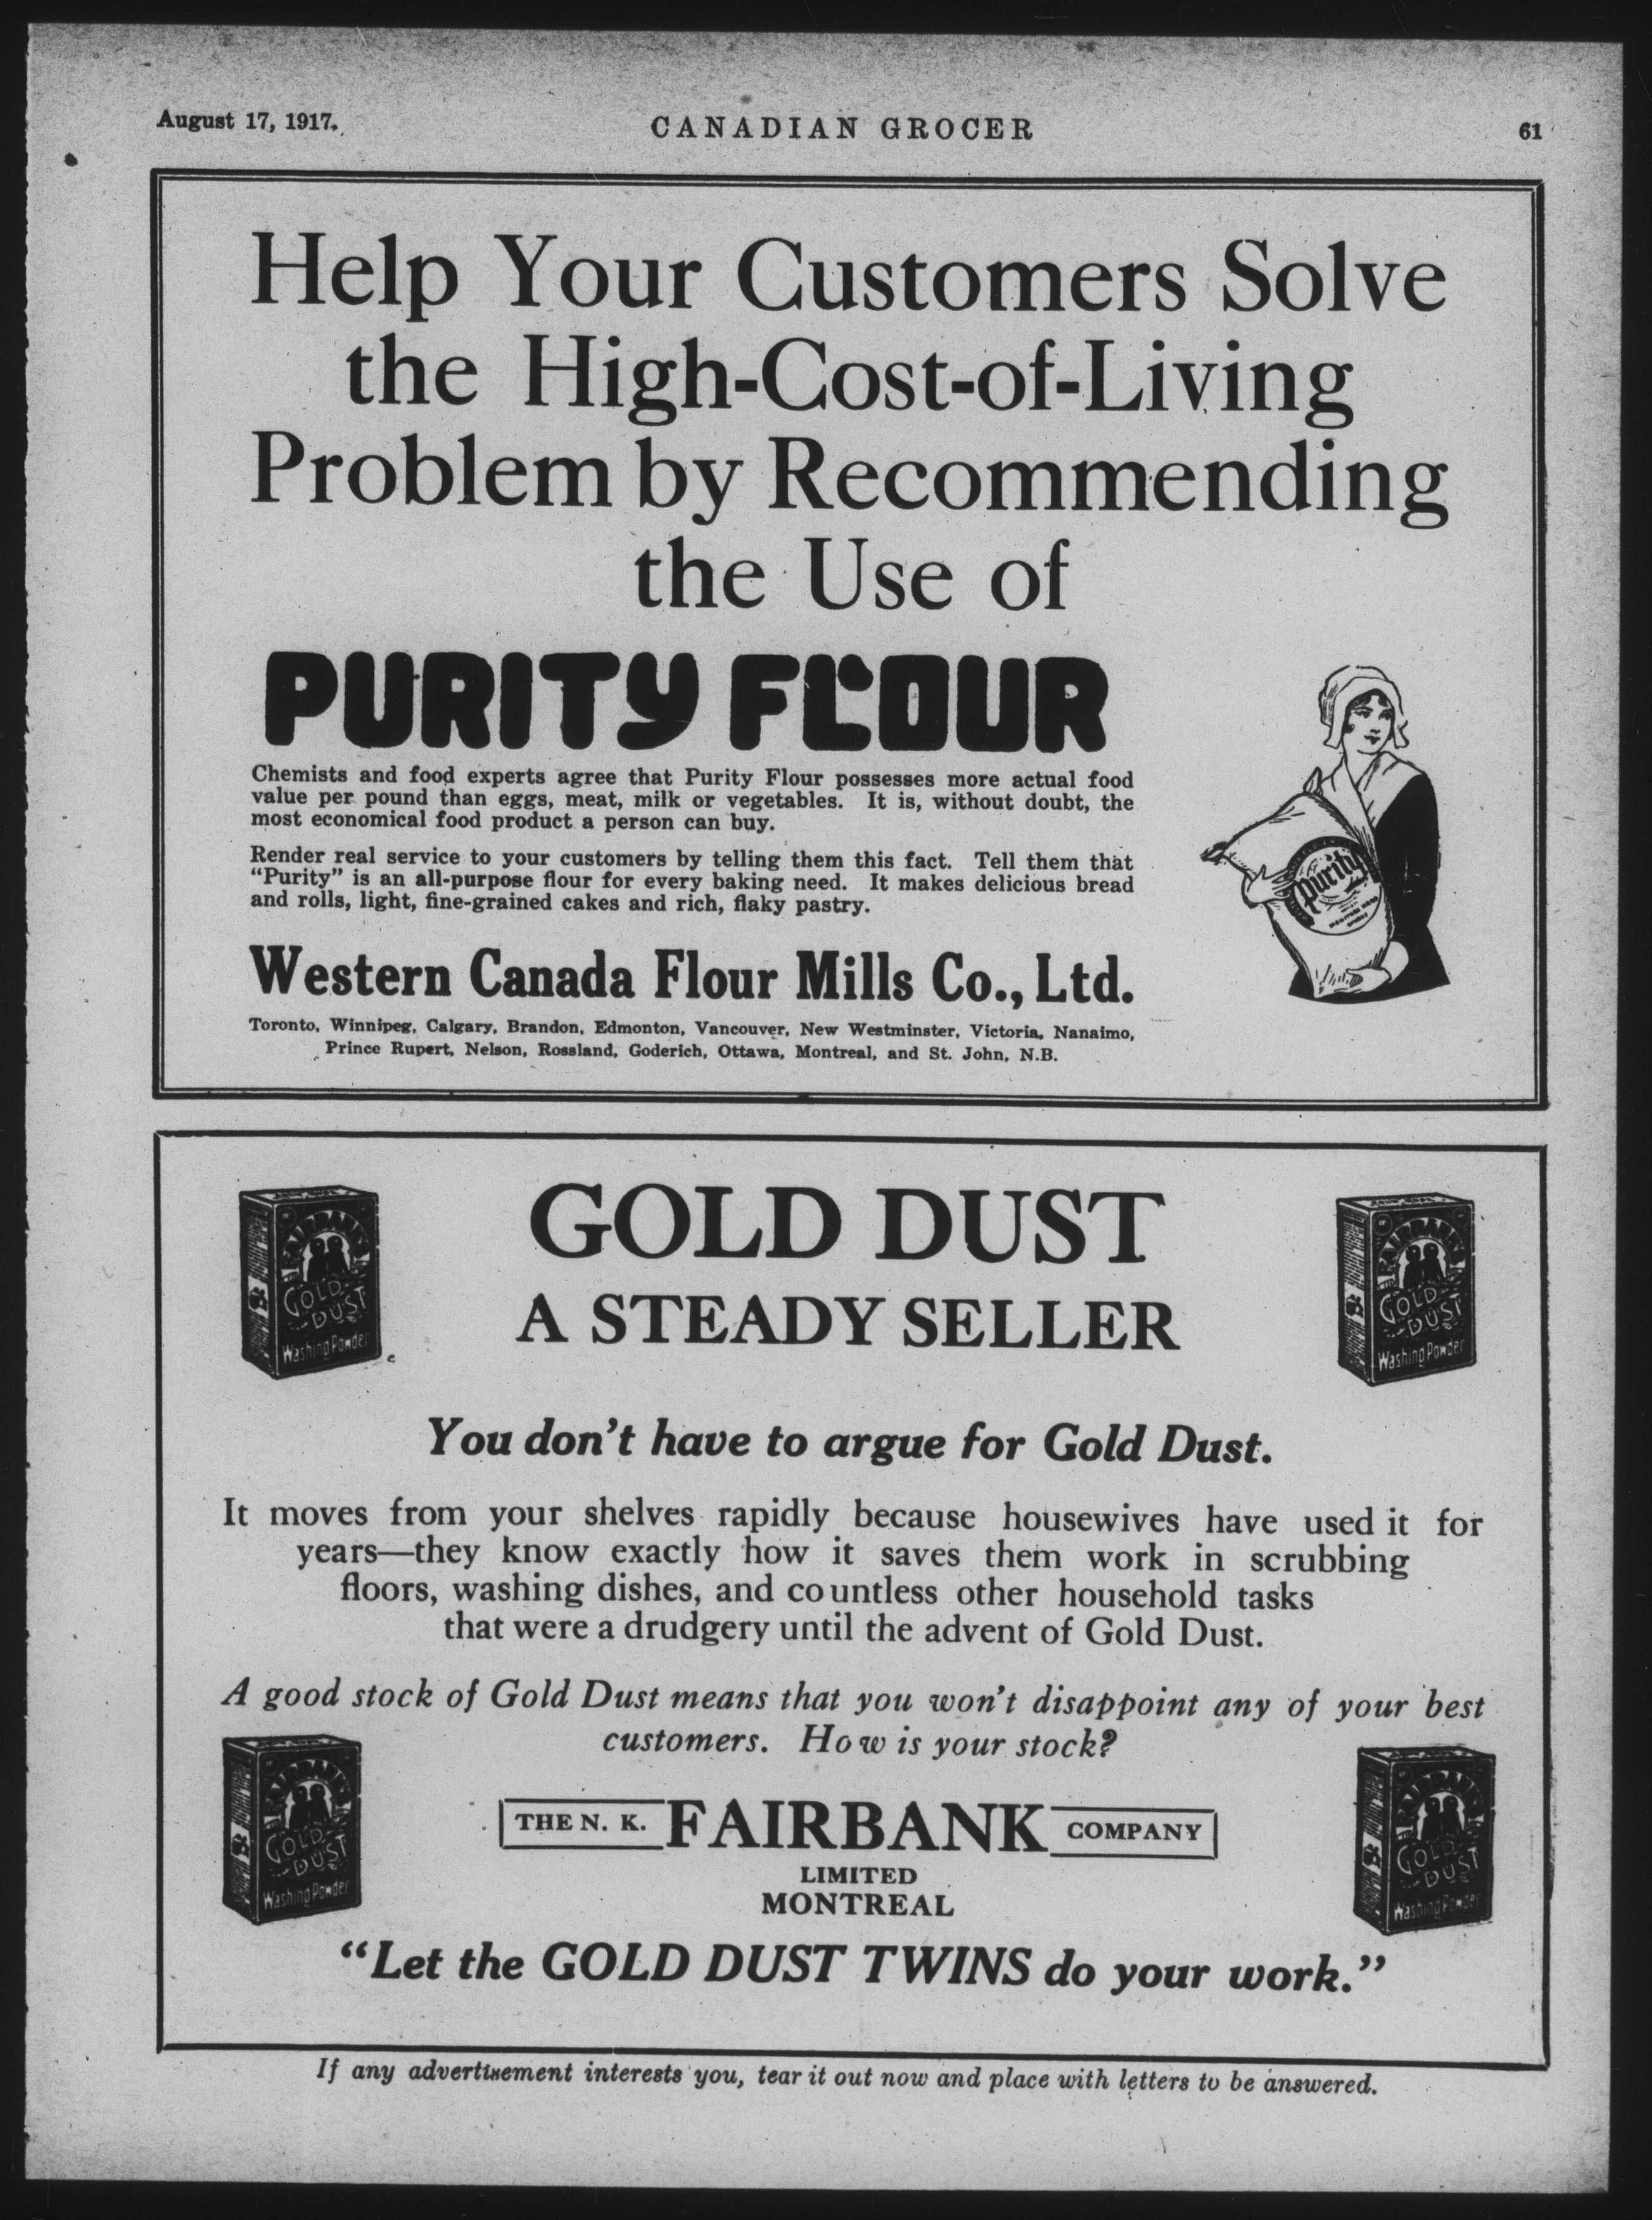 August 17, 1917.
CANADIAN GROCER
61
Help Your Customers Solve
the High-Cost-of-Living
Problem by Recommending
the Use of
PURITY FLOUR
Chemists and food experts agree that Purity Flour possesses more actual food
value per pound than eggs, meat, milk or vegetables. It is, without doubt, the
most economical food product a person can buy.
Render real service to your customers by telling them this fact. Tell them that
“Purity” is an all-purpose flour for every baking need. It makes delicious bread
and rolls, light, fine-grained cakes and rich, flaky pastry.
Purity
Western Canada Flour Mills Co., Ltd.
Toronto, Winnipeg, Calgary, Brandon, Edmonton, Vancouver, New Westminster, Victoria, Nanaimo,
Prince Rupert, Nelson, Rossland, Goderich, Ottawa, Montreal, and St. John, N.B.
FAIRBANK'S
GOLD
DUST
Washing Powder
GOLD DUST
A STEADY SELLER
FAIRBANK'S
GOLD
DUST
Washing Powder
You don't have to argue for Gold Dust.
It moves from your shelves rapidly because housewives have used it for
years—they know exactly how it saves them work in scrubbing
floors, washing dishes, and countless other household tasks
that were a drudgery until the advent of Gold Dust.
A good stock of Gold Dust means that you won't disappoint any of your best
customers. How is your stock?
FAIRBANK'S
GOLD
DUST
Washing Powder
THE N. K. FAIRBANK COMPANY
LIMITED
MONTREAL
FAIRBANK'S
GOLD
DUST
Washing Powder
“Let the GOLD DUST TWINS do your work.”
If any advertisement interests you, tear it out now and place with letters to be answered.